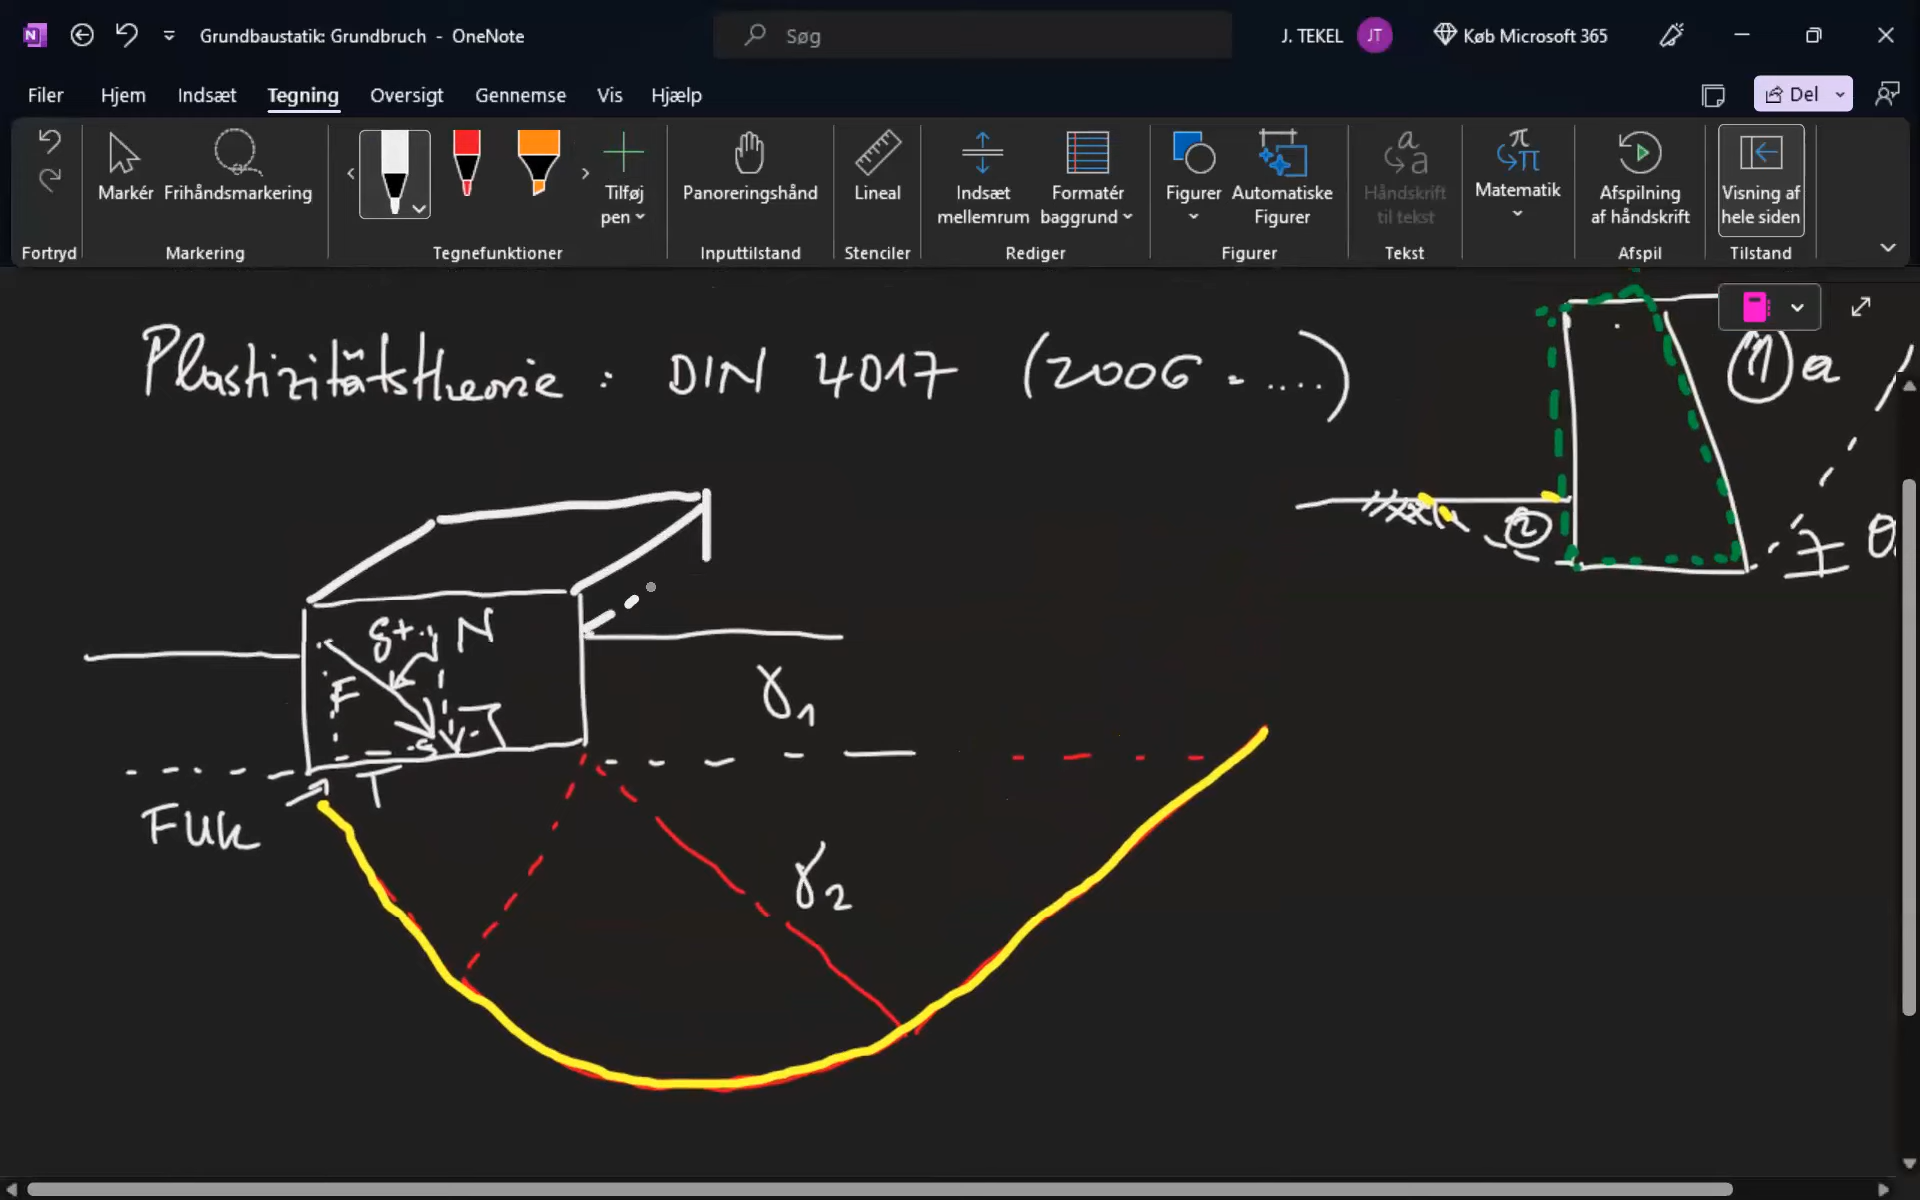 Grundbaustatik: Grundbruch - OneNote
Søg
J. TEKEL
JT
Køb Microsoft 365
Filer
Hjem
Indsæt
Tegning
Oversigt
Gennemse
Vis
Hjælp
Del
Markér
Frihåndsmarkering
Tilføj
pen
Panoreringshånd
Lineal
Indsæt
mellemrum
Formatér
baggrund
Figurer
Automatiske
Figurer
Håndskrift
til tekst
Matematik
Afspilning
af håndskrift
Visning af
hele siden
Fortryd
Markering
Tegnefunktioner
Inputtilstand
Stenciler
Rediger
Figurer
Tekst
Afspil
Tilstand
Plastizitätstheorie : DIN 4017 (2006 - ....)
1 a
2
N
F
T
FUK
γ1
γ2